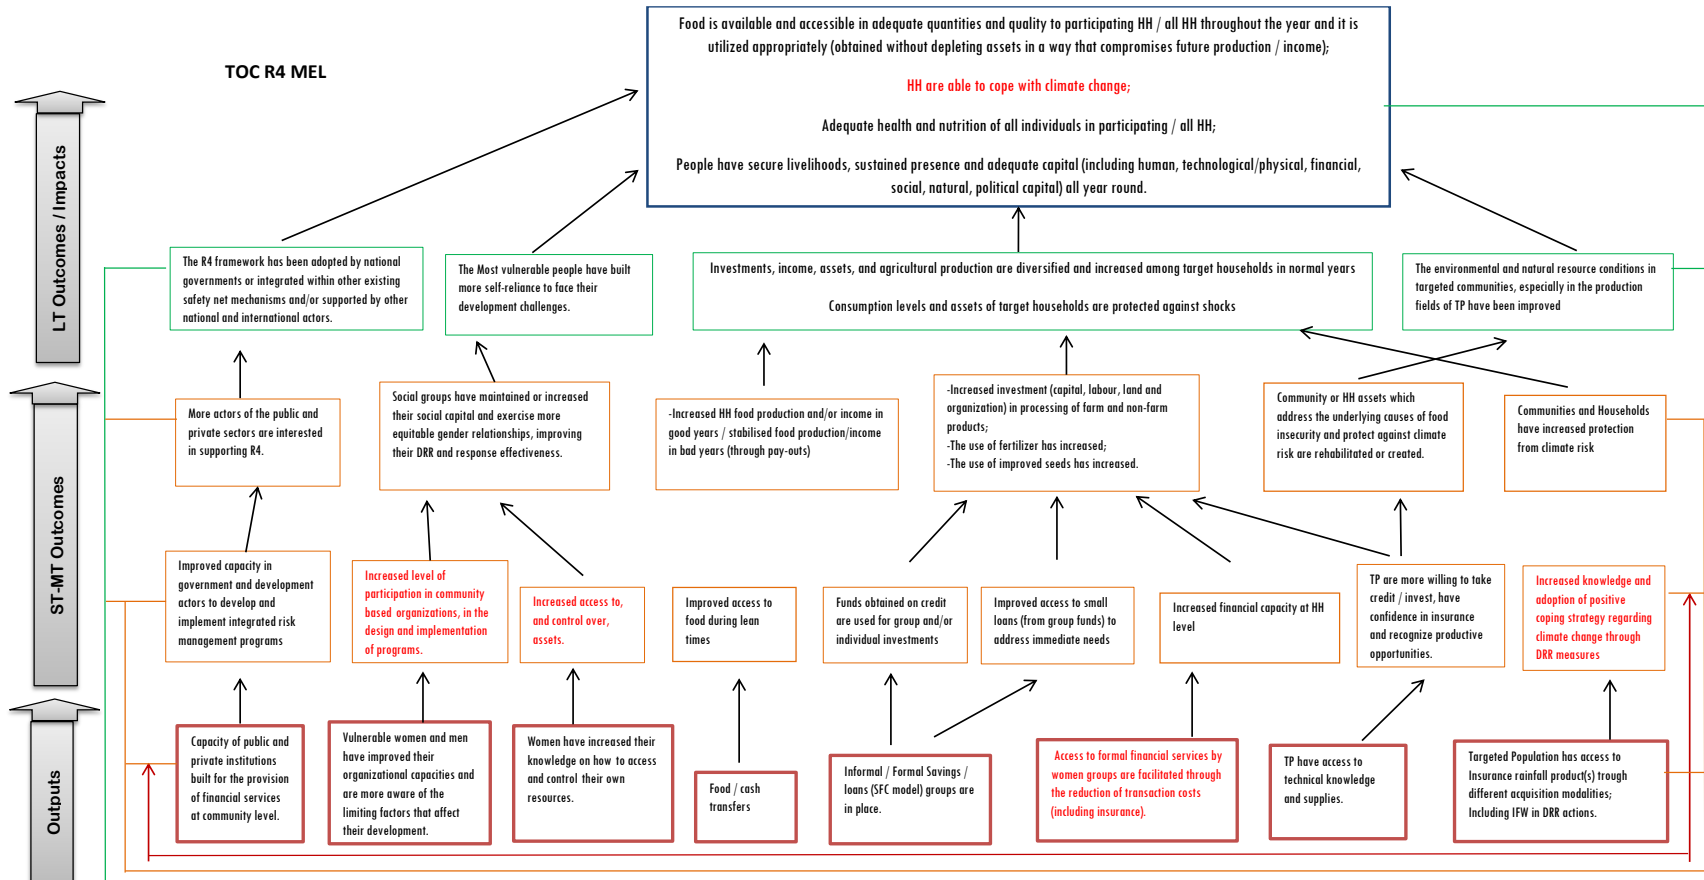 Food is available and accessible in adequate quantities and quality to participating HH / all HH throughout the year and it is
utilized appropriately (obtained without depleting assets in a way that compromises future production / income);
TOC R4 MEL
HH are able to cope with climate change;
Adequate health and nutrition of all individuals in participating / all HH;
People have secure livelihoods, sustained presence and adequate capital (including human, technological/physical, financial,
social, natural, political capital) all year round.
LT Outcomes / Impacts
The R4 framework has been adopted by national
governments or integrated within other existing
safety net mechanisms and/or supported by other
national and international actors.
The Most vulnerable people have built
more self-reliance to face their
development challenges.
Investments, income, assets, and agricultural production are diversified and increased among target households in normal years
Consumption levels and assets of target households are protected against shocks
The environmental and natural resource conditions in
targeted communities, especially in the production
fields of TP have been improved
ST-MT Outcomes
More actors of the public and
private sectors are interested
in supporting R4.
Social groups have maintained or increased
their social capital and exercise more
equitable gender relationships, improving
their DRR and response effectiveness.
-Increased HH food production and/or income in
good years / stabilised food production/income
in bad years (through pay-outs)
-Increased investment (capital, labour, land and
organization) in processing of farm and non-farm
products;
-The use of fertilizer has increased;
-The use of improved seeds has increased.
Community or HH assets which
address the underlying causes of food
insecurity and protect against climate
risk are rehabilitated or created.
Communities and Households
have increased protection
from climate risk
Improved capacity in
government and development
actors to develop and
implement integrated risk
management programs
Increased level of
participation in community
based organizations, in the
design and implementation
of programs.
Increased access to,
and control over,
assets.
Improved access to
food during lean
times
Funds obtained on credit
are used for group and/or
individual investments
Improved access to small
loans (from group funds) to
address immediate needs
Increased financial capacity at HH
level
TP are more willing to take
credit / invest, have
confidence in insurance
and recognize productive
opportunities.
Increased knowledge and
adoption of positive
coping strategy regarding
climate change through
DRR measures
Outputs
Capacity of public and
private institutions
built for the provision
of financial services
at community level.
Vulnerable women and men
have improved their
organizational capacities and
are more aware of the
limiting factors that affect
their development.
Women have increased their
knowledge on how to access
and control their own
resources.
Food / cash
transfers
Informal / Formal Savings /
loans (SFC model) groups are
in place.
Access to formal financial services by
women groups are facilitated through
the reduction of transaction costs
(including insurance).
TP have access to
technical knowledge
and supplies.
Targeted Population has access to
Insurance rainfall product(s) trough
different acquisition modalities;
Including IFW in DRR actions.